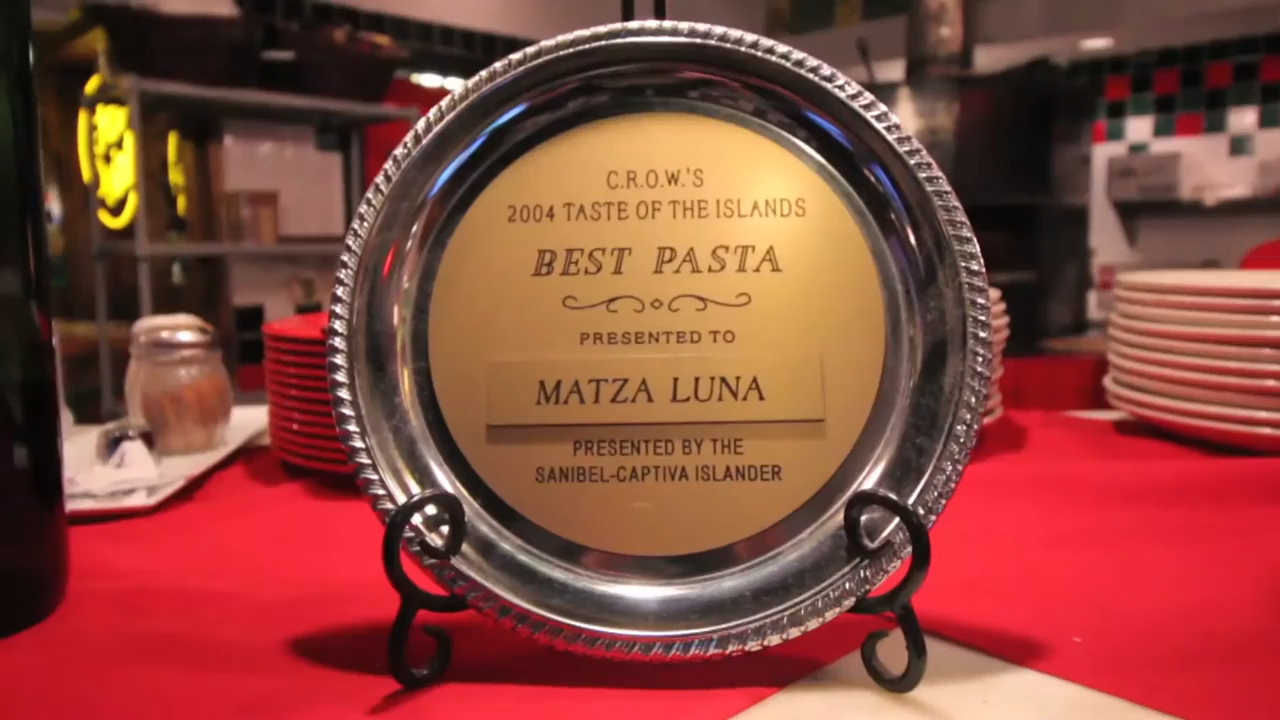 C.R.O.W.'S
2004 TASTE OF THE ISLANDS
BEST PASTA
PRESENTED TO
MATZA LUNA
PRESENTED BY THE
SANIBEL-CAPTIVA ISLANDER